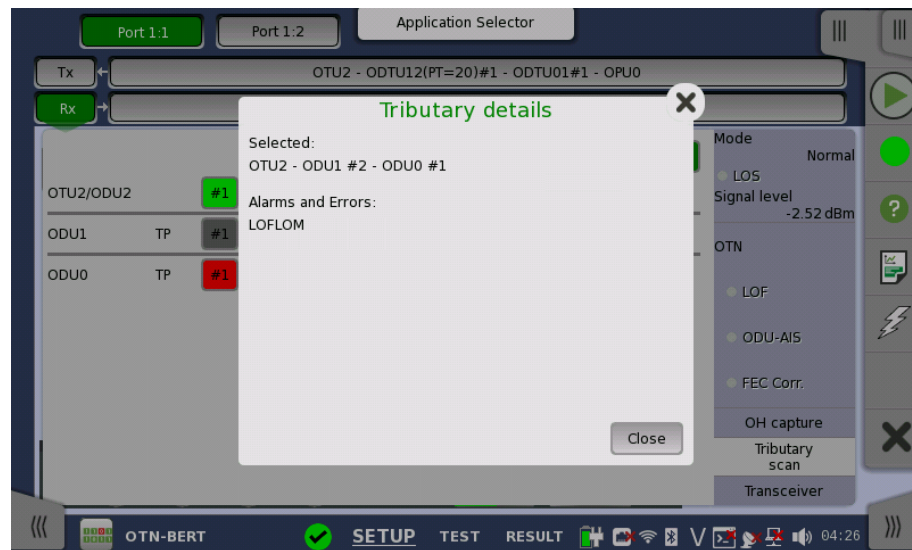 Port 1:1
Port 1:2
Application Selector
Tx
OTU2 - ODTU12(PT=20)#1 - ODTU01#1 - OPU0
Rx
Tributary details
Selected:
OTU2 - ODU1 #2 - ODU0 #1
Alarms and Errors:
LOFLOM
Close
OTU2/ODU2
#1
ODU1
TP
#1
ODU0
TP
#1
Mode
Normal
LOS
Signal level
-2.52 dBm
OTN
LOF
ODU-AIS
FEC Corr.
OH capture
Tributary
scan
Transceiver
OTN-BERT
SETUP
TEST
RESULT
04:26